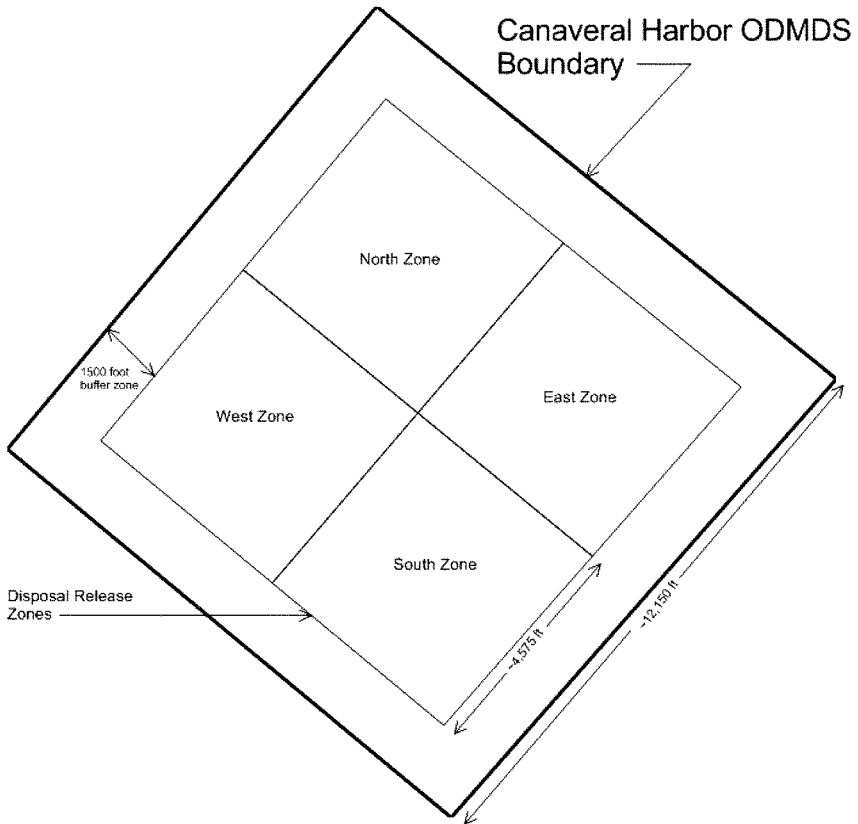 Canaveral Harbor ODMDS
Boundary
North Zone
1500 foot
buffer zone
West Zone
East Zone
South Zone
Disposal Release
Zones
~4,575 ft
~12,150 ft